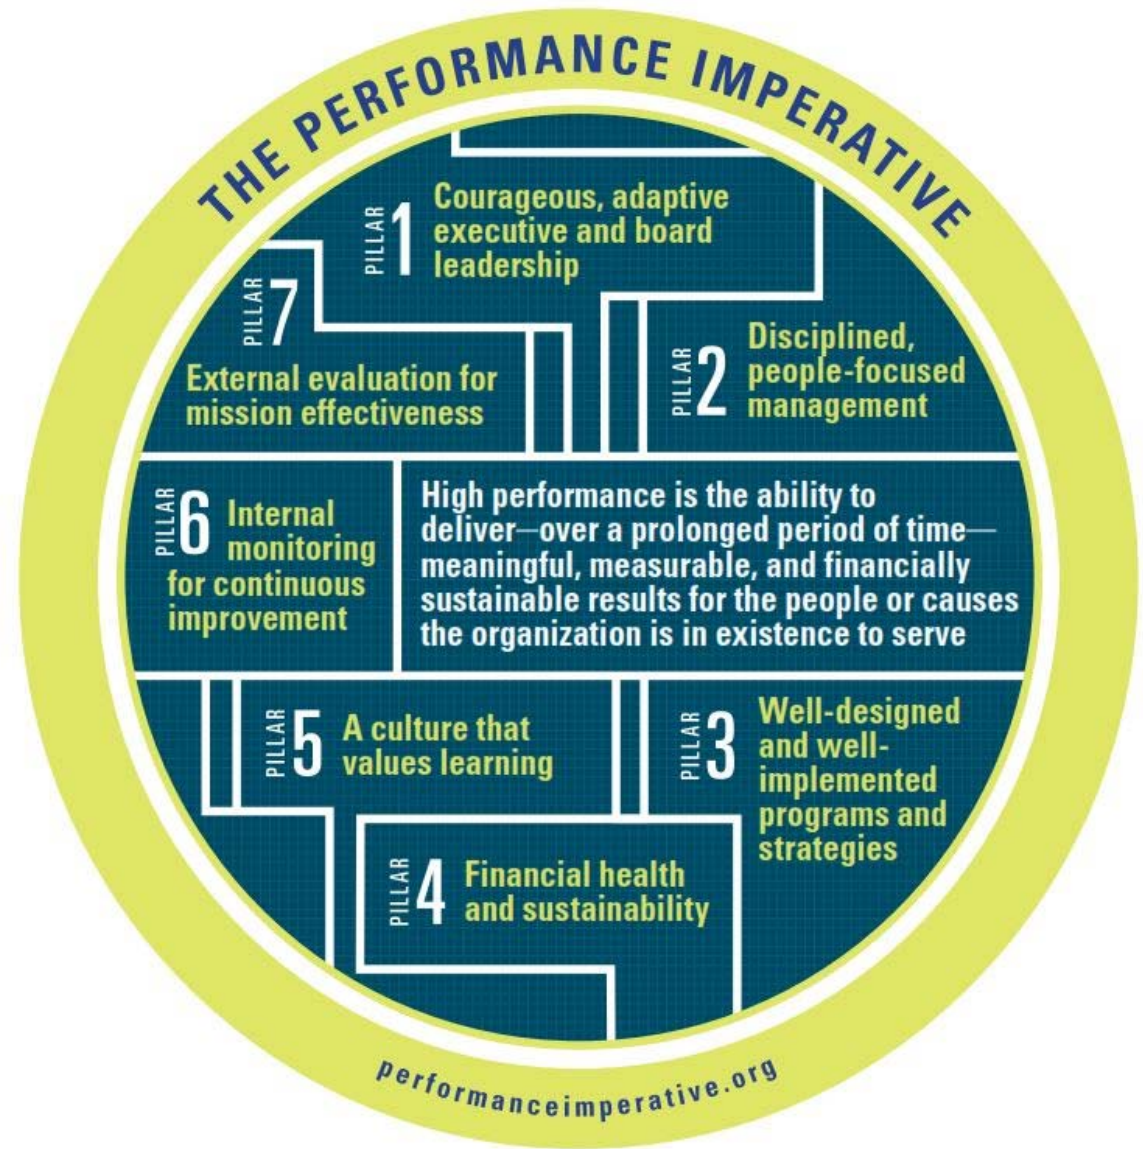 THE PERFORMANCE IMPERATIVE
PILLAR 1
Courageous, adaptive
executive and board
leadership
PILLAR 2
Disciplined,
people-focused
management
PILLAR 3
Well-designed
and well-
implemented
programs and
strategies
PILLAR 4
Financial health
and sustainability
PILLAR 5
A culture that
values learning
PILLAR 6
Internal
monitoring
for continuous
improvement
PILLAR 7
External evaluation for
mission effectiveness
High performance is the ability to
deliver—over a prolonged period of time—
meaningful, measurable, and financially
sustainable results for the people or causes
the organization is in existence to serve
performanceimperative.org